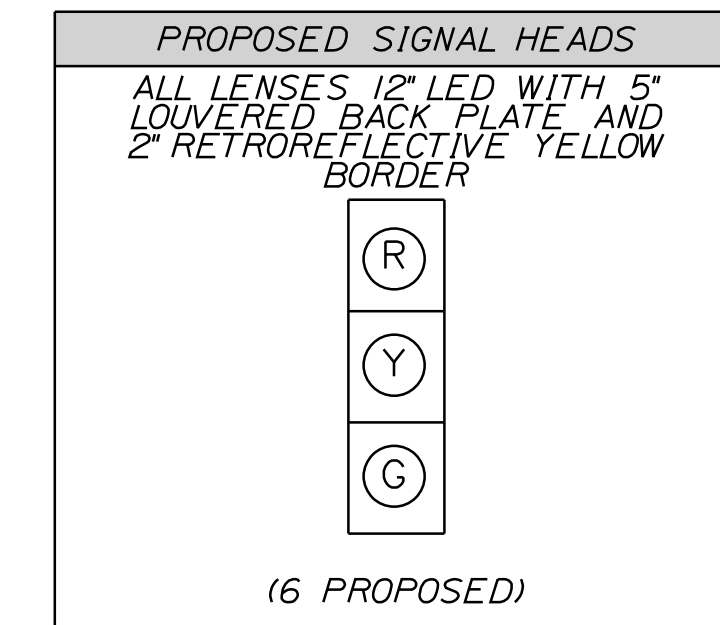 PROPOSED SIGNAL HEADS
ALL LENSES 12" LED WITH 5"
LOUVERED BACK PLATE AND
2" RETROREFLECTIVE YELLOW
BORDER
R
Y
G
(6 PROPOSED)